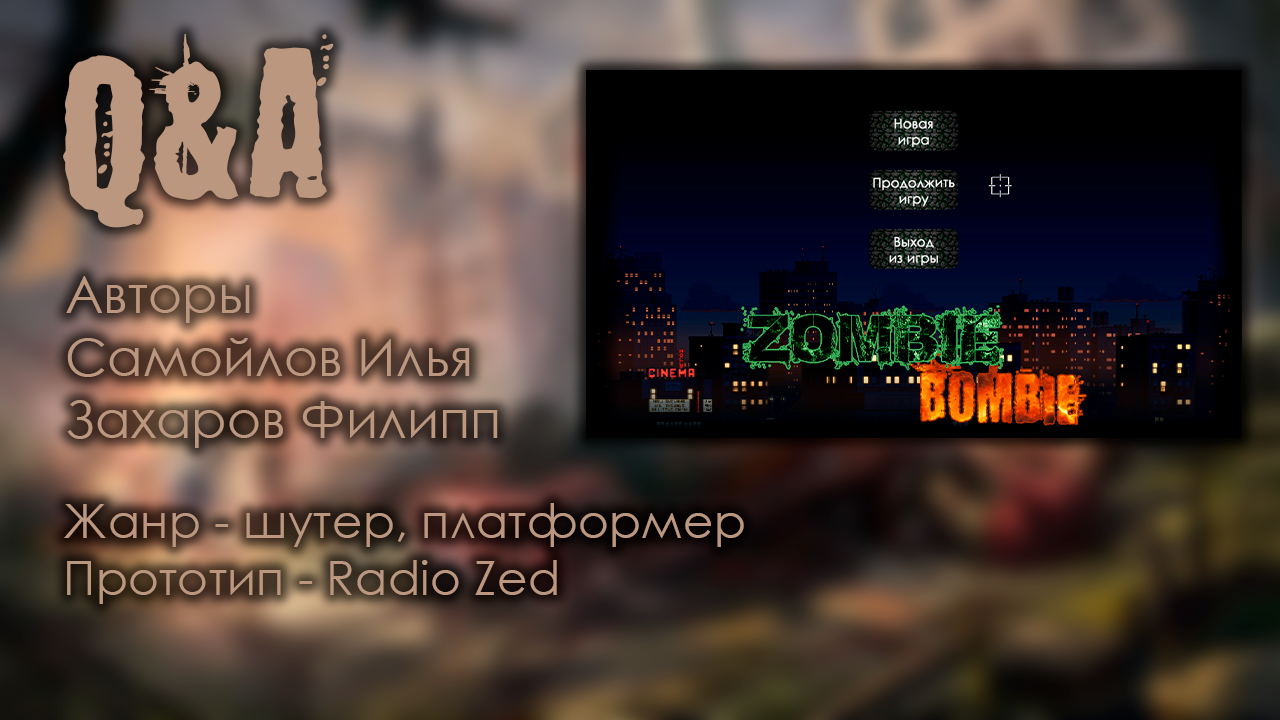 Q&A
Авторы
Самойлов Илья
Захаров Филипп
Жанр - шутер, платформер
Прототип - Radio Zed
Новая
игра
Продолжить
игру
Выход
из игры
ZOMBIE
BOMBIE
CINEMA